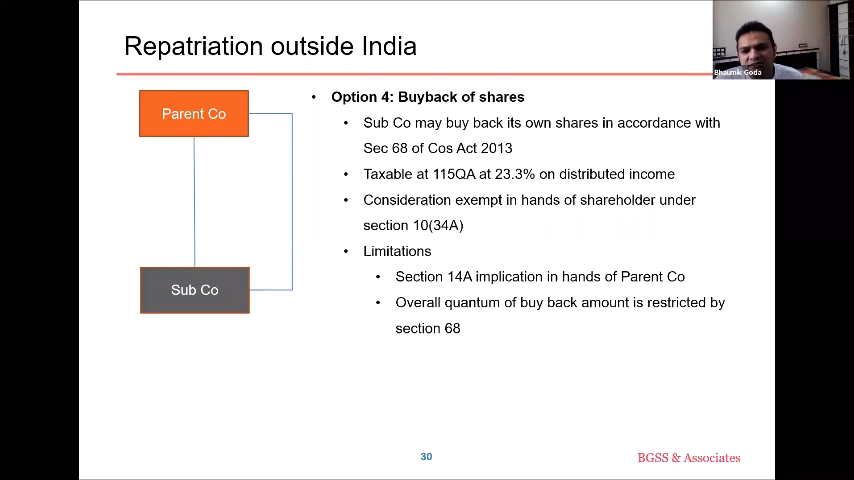 Repatriation outside India
Bhaumik Goda
Parent Co
Sub Co
• Option 4: Buyback of shares
• Sub Co may buy back its own shares in accordance with
Sec 68 of Cos Act 2013
• Taxable at 115QA at 23.3% on distributed income
• Consideration exempt in hands of shareholder under
section 10(34A)
• Limitations
• Section 14A implication in hands of Parent Co
• Overall quantum of buy back amount is restricted by
section 68
30
BGSS & Associates